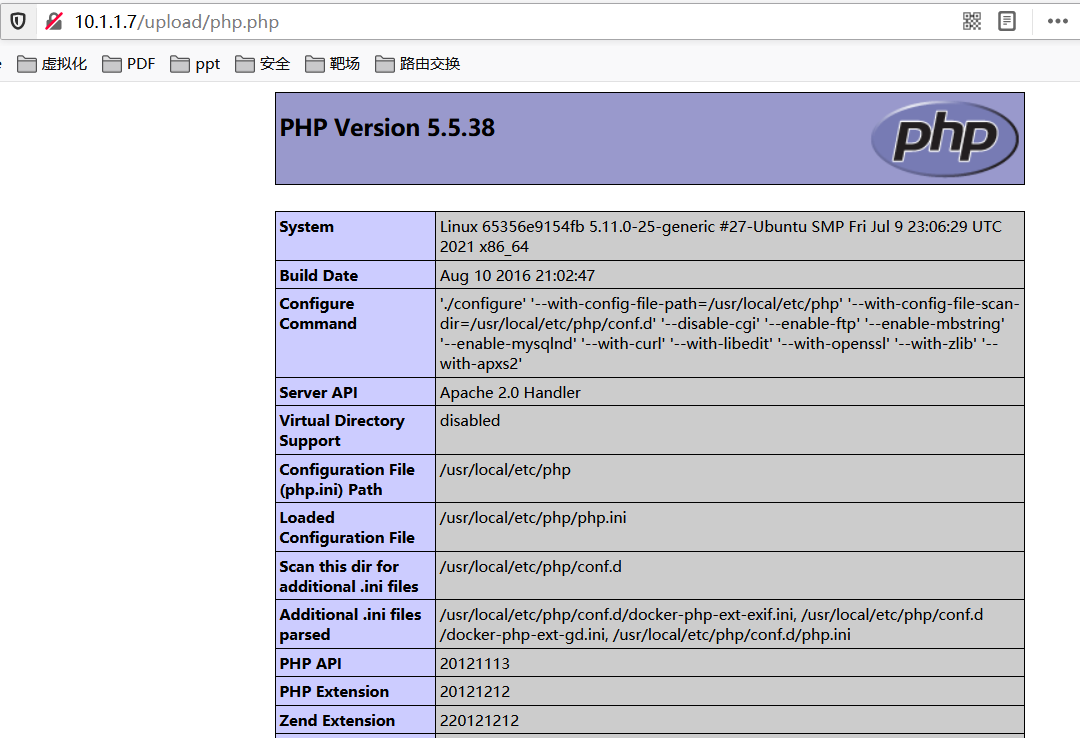 10.1.1.7/upload/php.php
虚拟化 PDF ppt 安全 靶场 路由交换
PHP Version 5.5.38
php
System
Linux 65356e9154fb 5.11.0-25-generic #27-Ubuntu SMP Fri Jul 9 23:06:29 UTC
2021 x86_64
Build Date
Aug 10 2016 21:02:47
Configure
Command
'./configure' '--with-config-file-path=/usr/local/etc/php' '--with-config-file-scan-
dir=/usr/local/etc/php/conf.d' '--disable-cgi' '--enable-ftp' '--enable-mbstring'
'--enable-mysqlnd' '--with-curl' '--with-libedit' '--with-openssl' '--with-zlib' '--
with-apxs2'
Server API
Apache 2.0 Handler
Virtual Directory
Support
disabled
Configuration File
(php.ini) Path
/usr/local/etc/php
Loaded
Configuration File
/usr/local/etc/php/php.ini
Scan this dir for
additional .ini files
/usr/local/etc/php/conf.d
Additional .ini files
parsed
/usr/local/etc/php/conf.d/docker-php-ext-exif.ini, /usr/local/etc/php/conf.d
/docker-php-ext-gd.ini, /usr/local/etc/php/conf.d/php.ini
PHP API
20121113
PHP Extension
20121212
Zend Extension
220121212